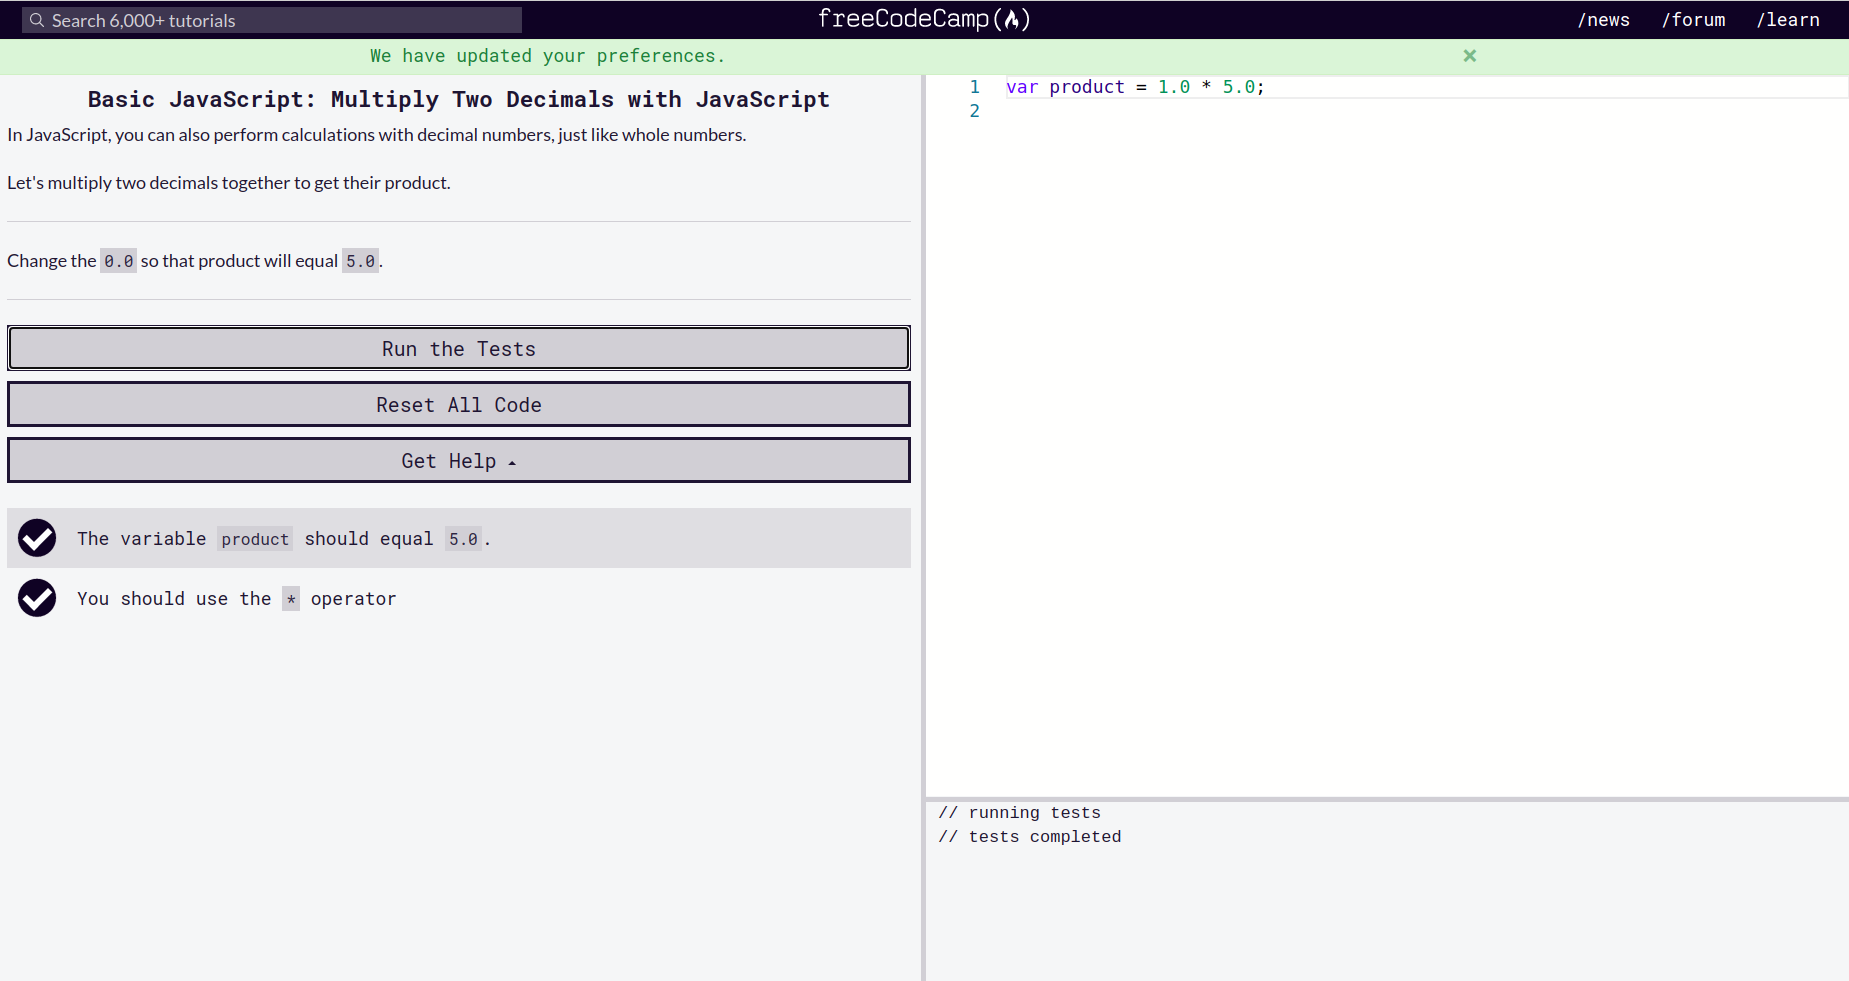 Search 6,000+ tutorials
freeCodeCamp
/news /forum /learn
We have updated your preferences.
Basic JavaScript: Multiply Two Decimals with JavaScript
In JavaScript, you can also perform calculations with decimal numbers, just like whole numbers.
Let's multiply two decimals together to get their product.
Change the 0.0 so that product will equal 5.0.
Run the Tests
Reset All Code
Get Help
The variable product should equal 5.0.
You should use the * operator
1 var product = 1.0 * 5.0;
2
// running tests
// tests completed